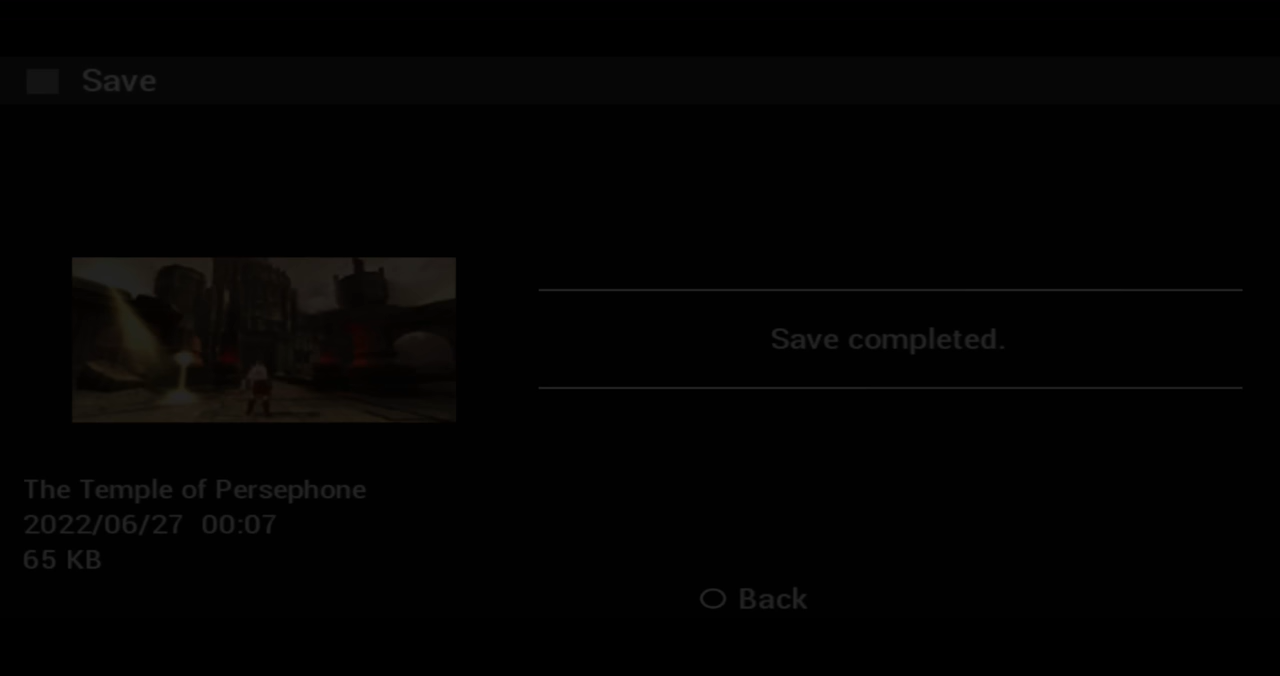 Save
Save completed.
The Temple of Persephone
2022/06/27 00:07
65 KB
Back